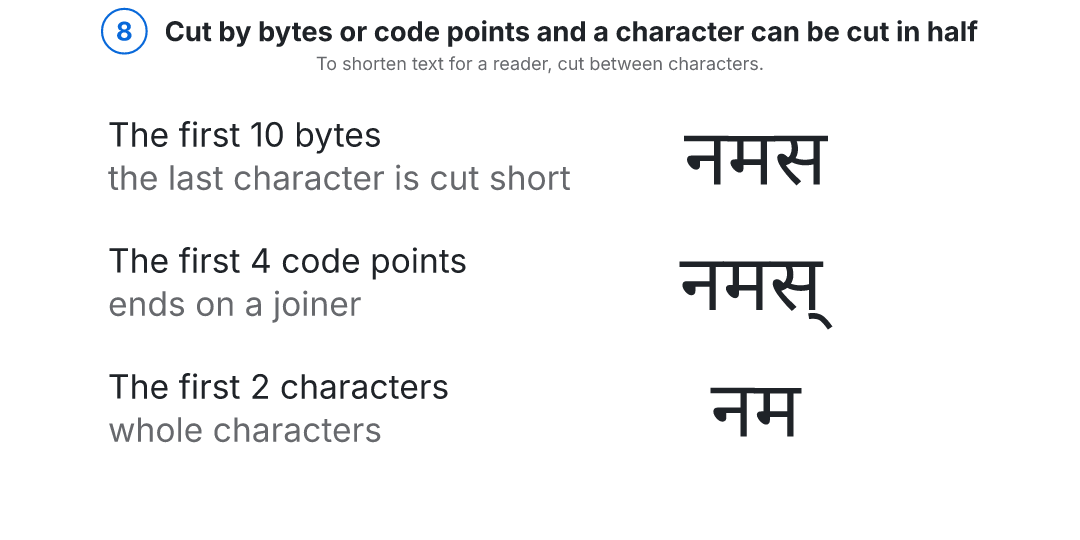 8 Cut by bytes or code points and a character can be cut in half
To shorten text for a reader, cut between characters.
The first 10 bytes
the last character is cut short
नमस
The first 4 code points
ends on a joiner
नमस्
The first 2 characters
whole characters
नम